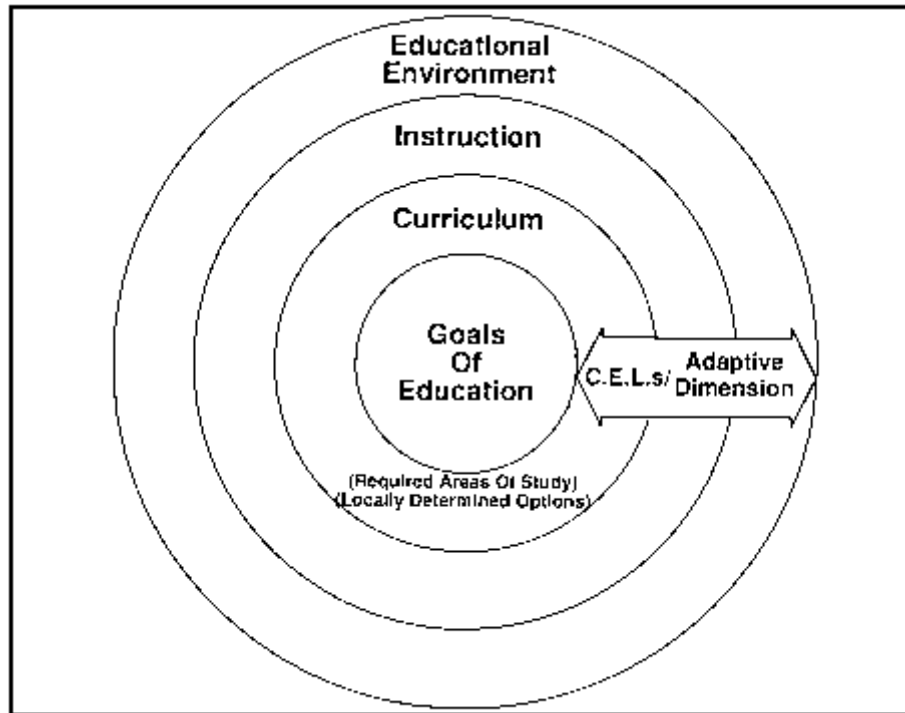 Educational
Environment
Instruction
Curriculum
Goals
Of
Education
C.E.L.s/ Adaptive
Dimension
(Required Areas Of Study)
(Locally Determined Options)